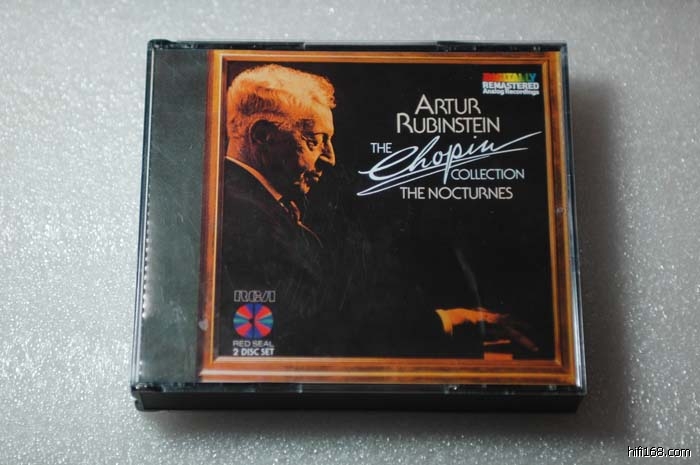 DIGITALLY
REMASTERED
Analog Recordings
ARTUR
RUBINSTEIN
THE Chopin
COLLECTION
THE NOCTURNES
RCA
RED SEAL
2 DISC SET
hifi168.com